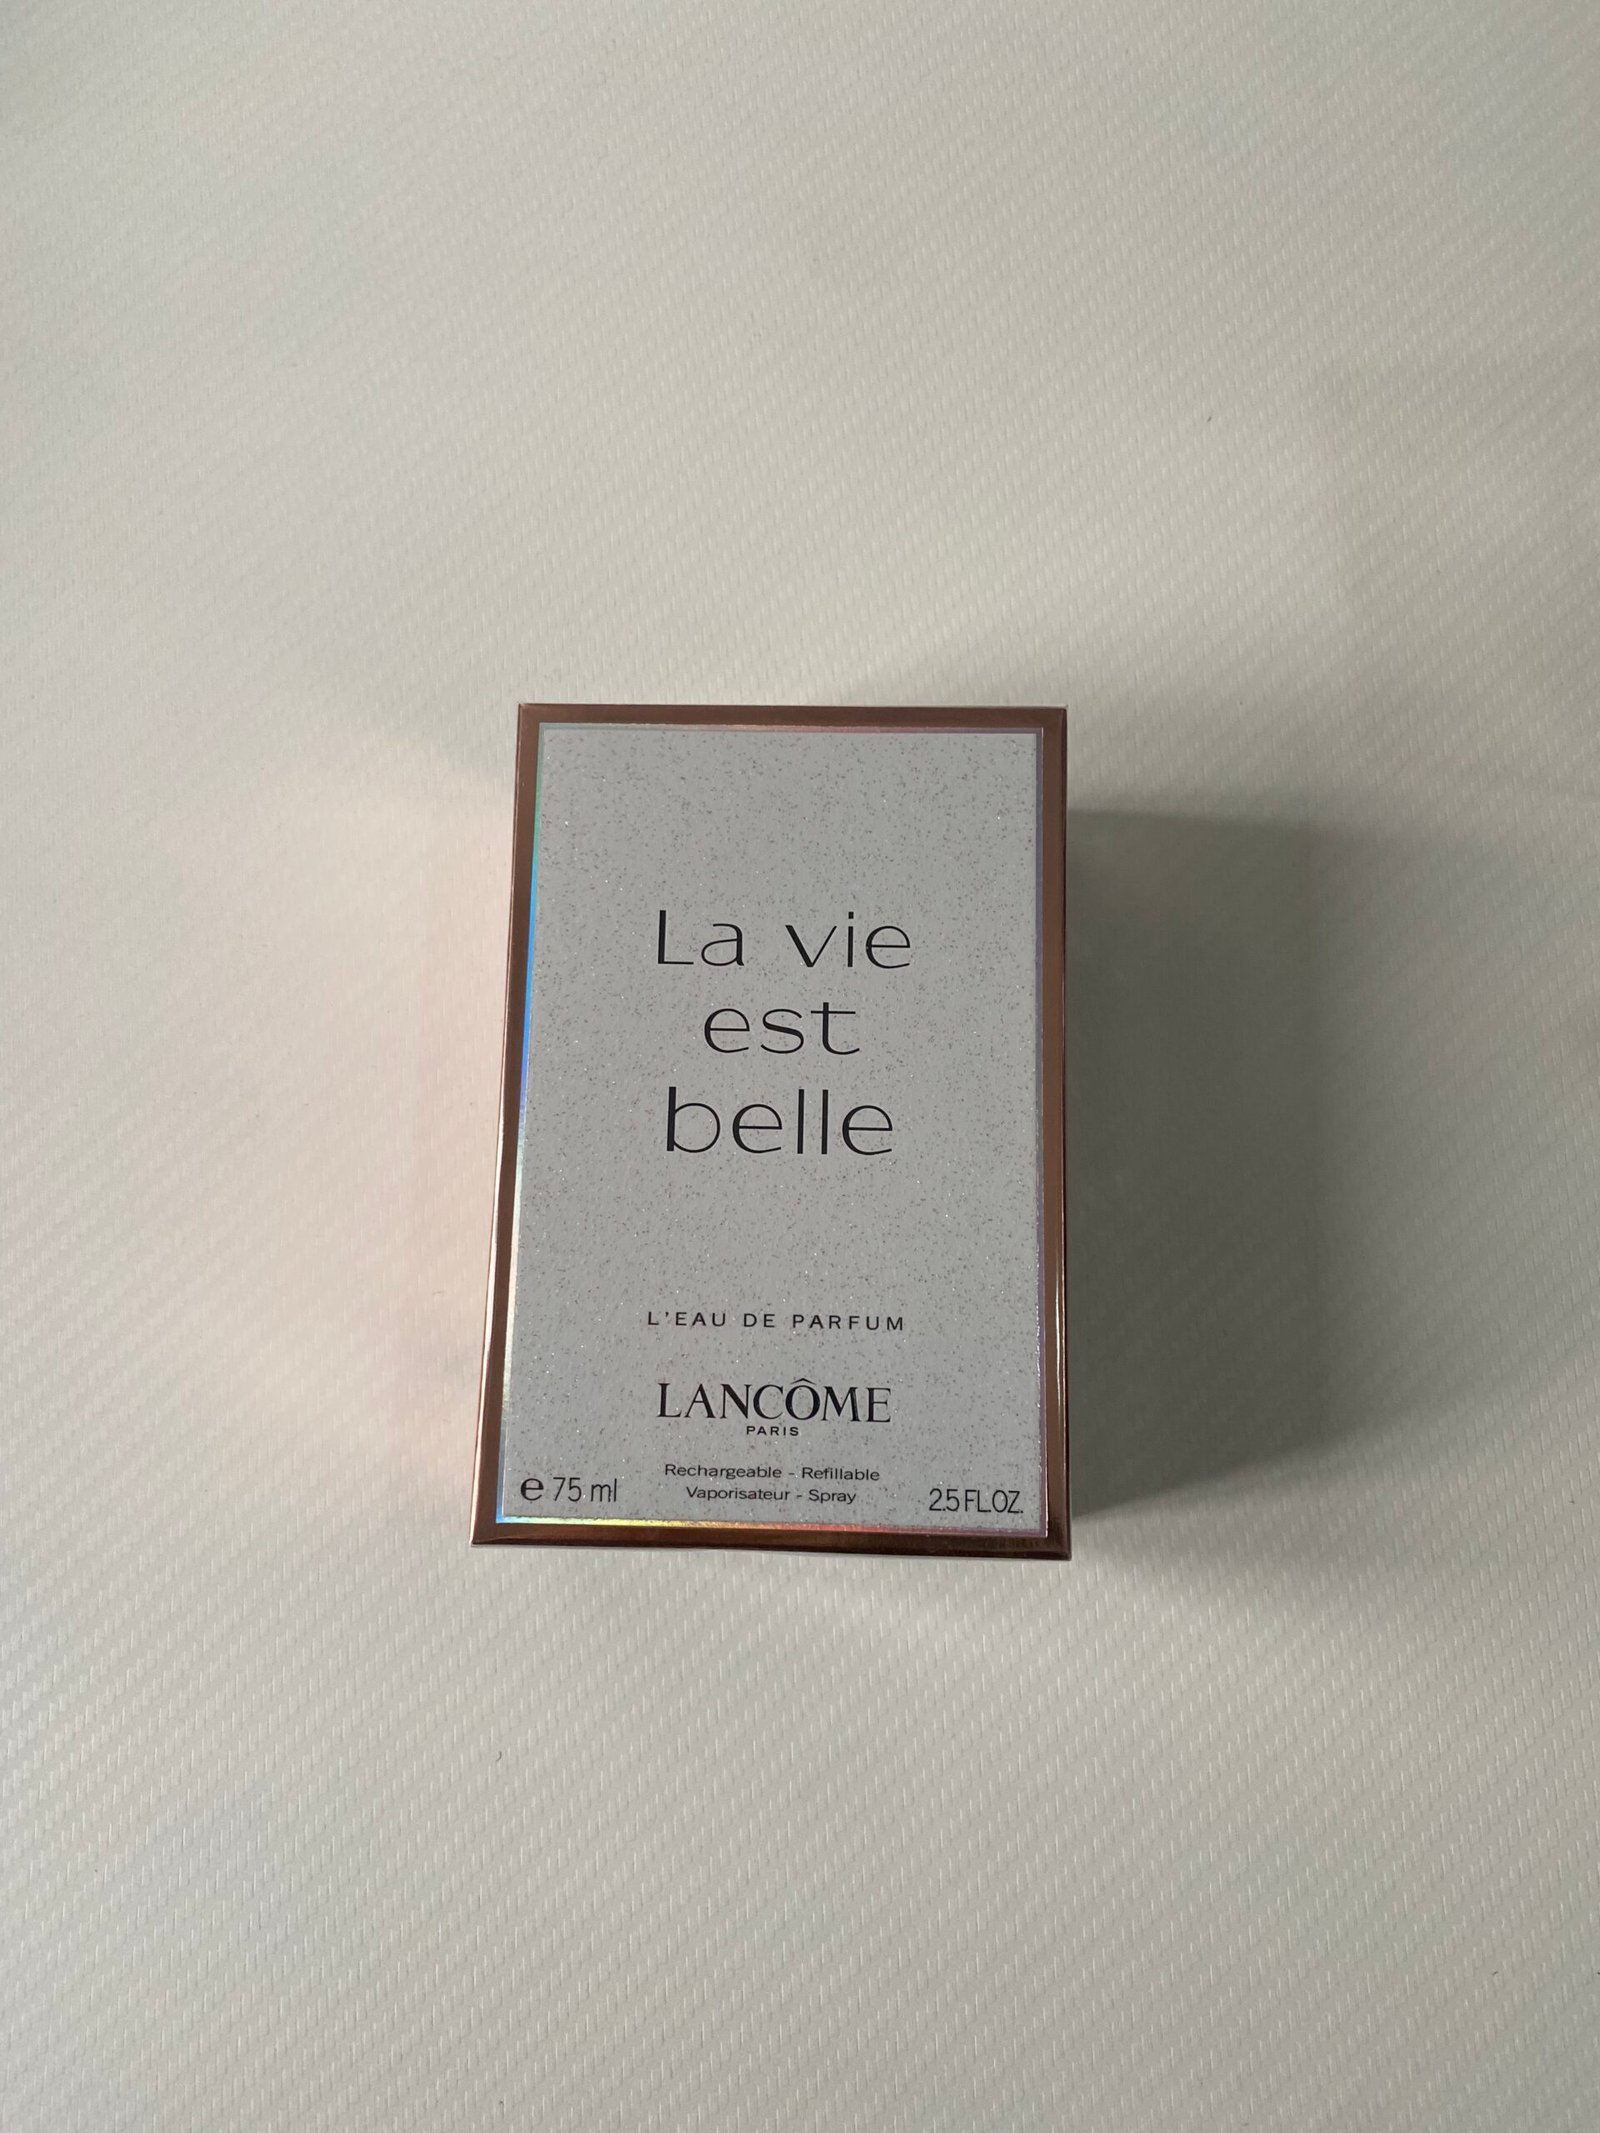 La vie
est
belle
L'EAU DE PARFUM
LANCÔME
PARIS
Rechargeable - Refillable
Vaporisateur - Spray
e 75 ml
2.5 FL.OZ.